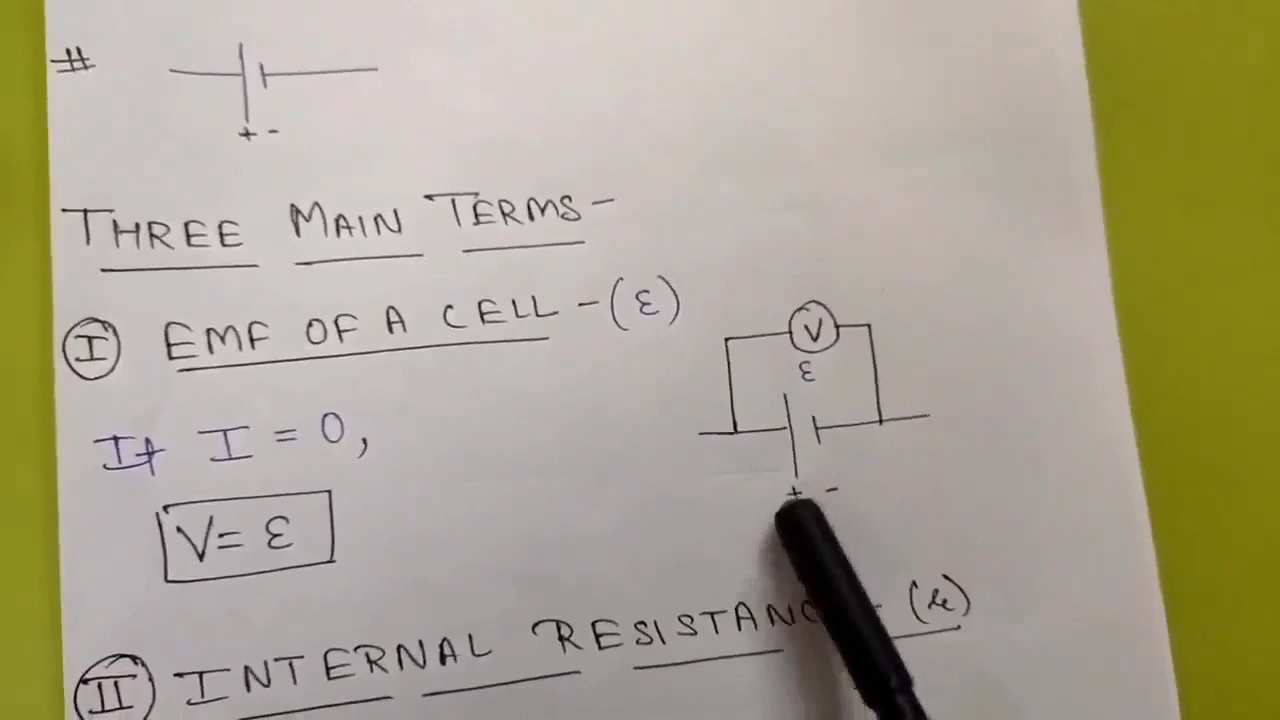 #
+ -
THREE MAIN TERMS-
I EMF OF A CELL-(ε)
V
ε
+ -
If I = 0,
V= ε
II INTERNAL RESISTANC - (r)